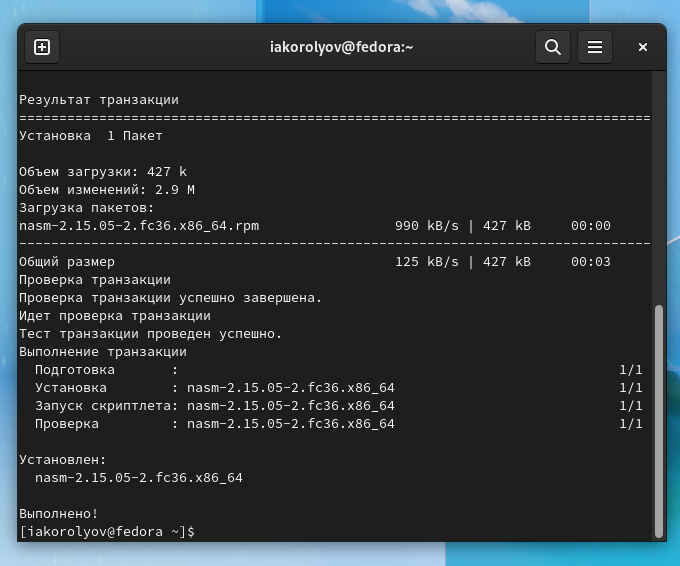 iakorolyov@fedora:~
Результат транзакции
================================================================================
Установка  1 Пакет
Объем загрузки: 427 k
Объем изменений: 2.9 M
Загрузка пакетов:
nasm-2.15.05-2.fc36.x86_64.rpm                 990 kB/s | 427 kB     00:00
--------------------------------------------------------------------------------
Общий размер                                   125 kB/s | 427 kB     00:03
Проверка транзакции
Проверка транзакции успешно завершена.
Идет проверка транзакции
Тест транзакции проведен успешно.
Выполнение транзакции
  Подготовка       :                                                       1/1
  Установка        : nasm-2.15.05-2.fc36.x86_64                            1/1
  Запуск скриптлета: nasm-2.15.05-2.fc36.x86_64                            1/1
  Проверка         : nasm-2.15.05-2.fc36.x86_64                            1/1
Установлен:
  nasm-2.15.05-2.fc36.x86_64
Выполнено!
[iakorolyov@fedora ~]$